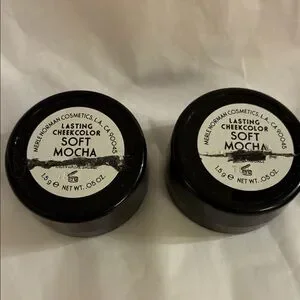 MERLE NORMAN COSMETICS, L.A., CA 90045
LASTING
CHEEKCOLOR
SOFT
MOCHA
1.5 g ℮ NET WT. .05 OZ.
MERLE NORMAN COSMETICS, L.A., CA 90045
LASTING
CHEEKCOLOR
SOFT
MOCHA
1.5 g ℮ NET WT. .05 OZ.